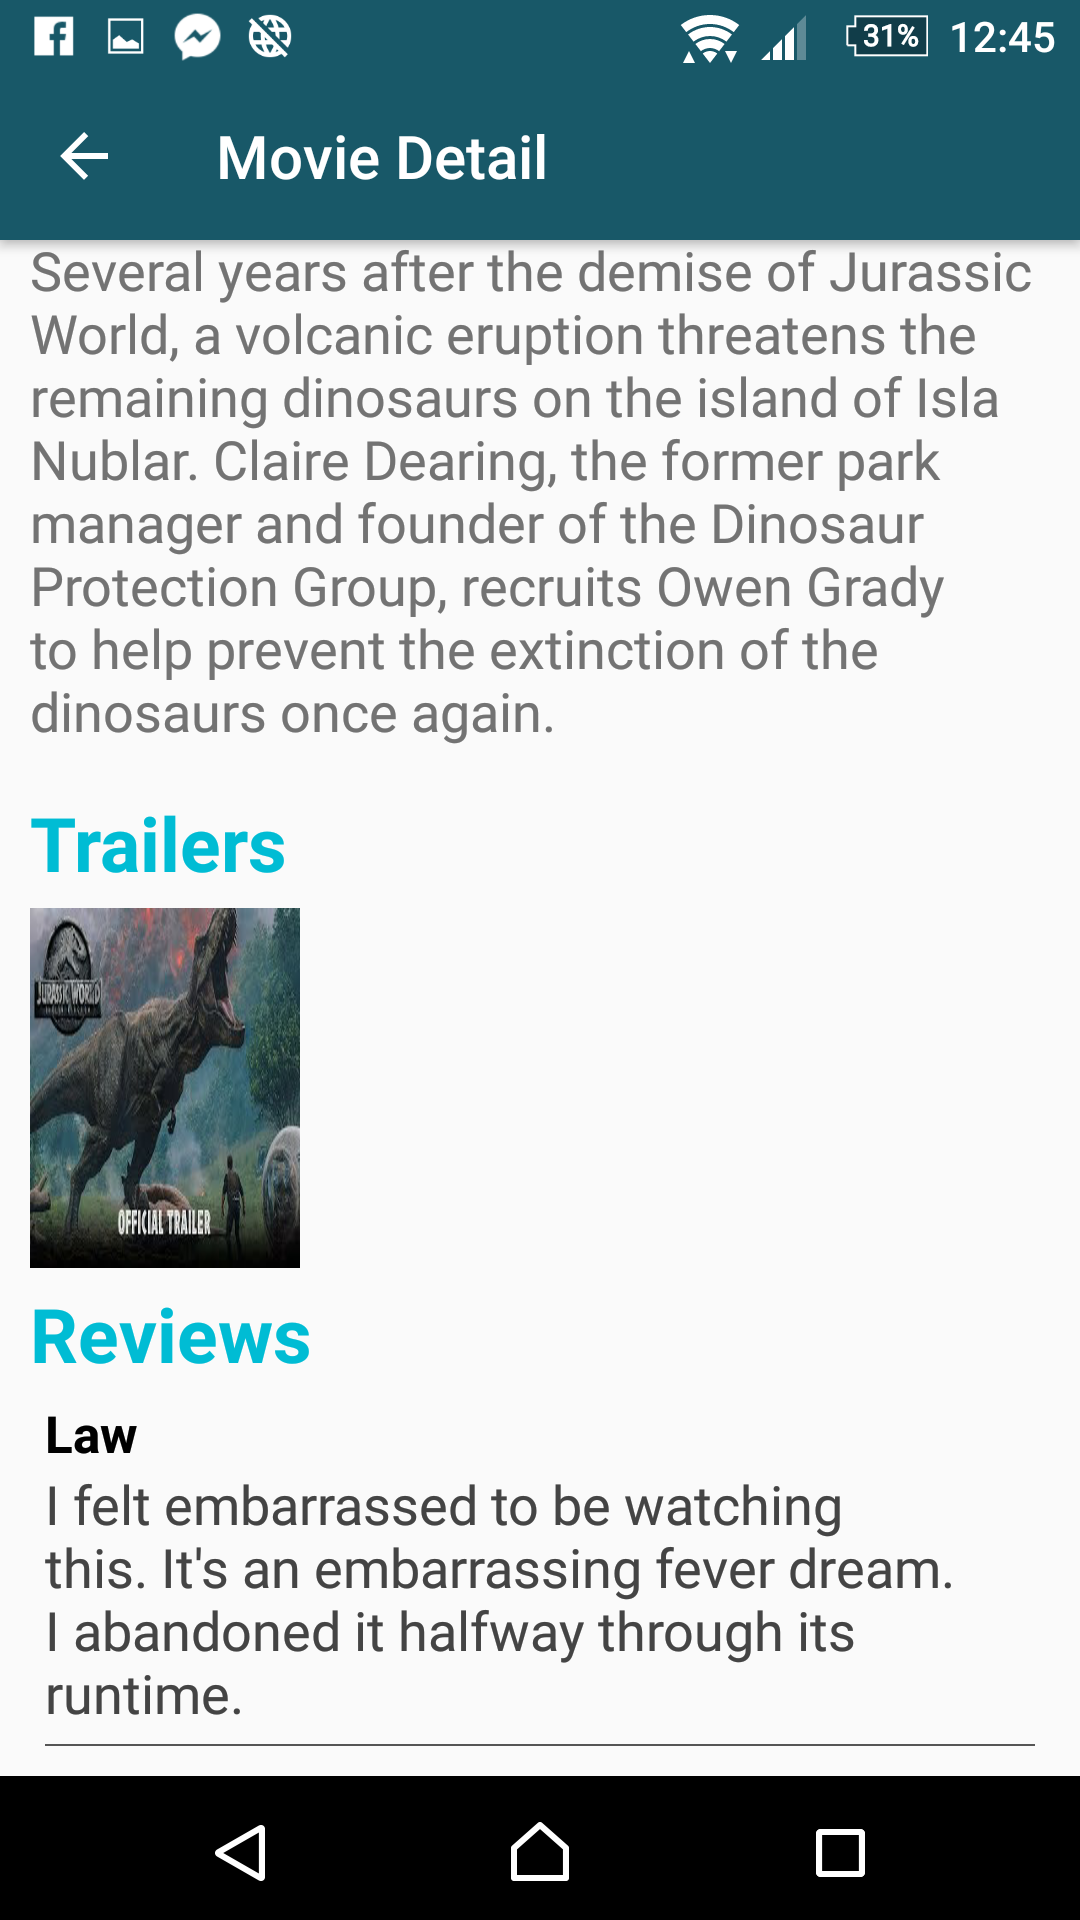 31%
12:45
Movie Detail
Several years after the demise of Jurassic
World, a volcanic eruption threatens the
remaining dinosaurs on the island of Isla
Nublar. Claire Dearing, the former park
manager and founder of the Dinosaur
Protection Group, recruits Owen Grady
to help prevent the extinction of the
dinosaurs once again.
Trailers
JURASSIC WORLD
OFFICIAL TRAILER
Reviews
Law
I felt embarrassed to be watching
this. It's an embarrassing fever dream.
I abandoned it halfway through its
runtime.